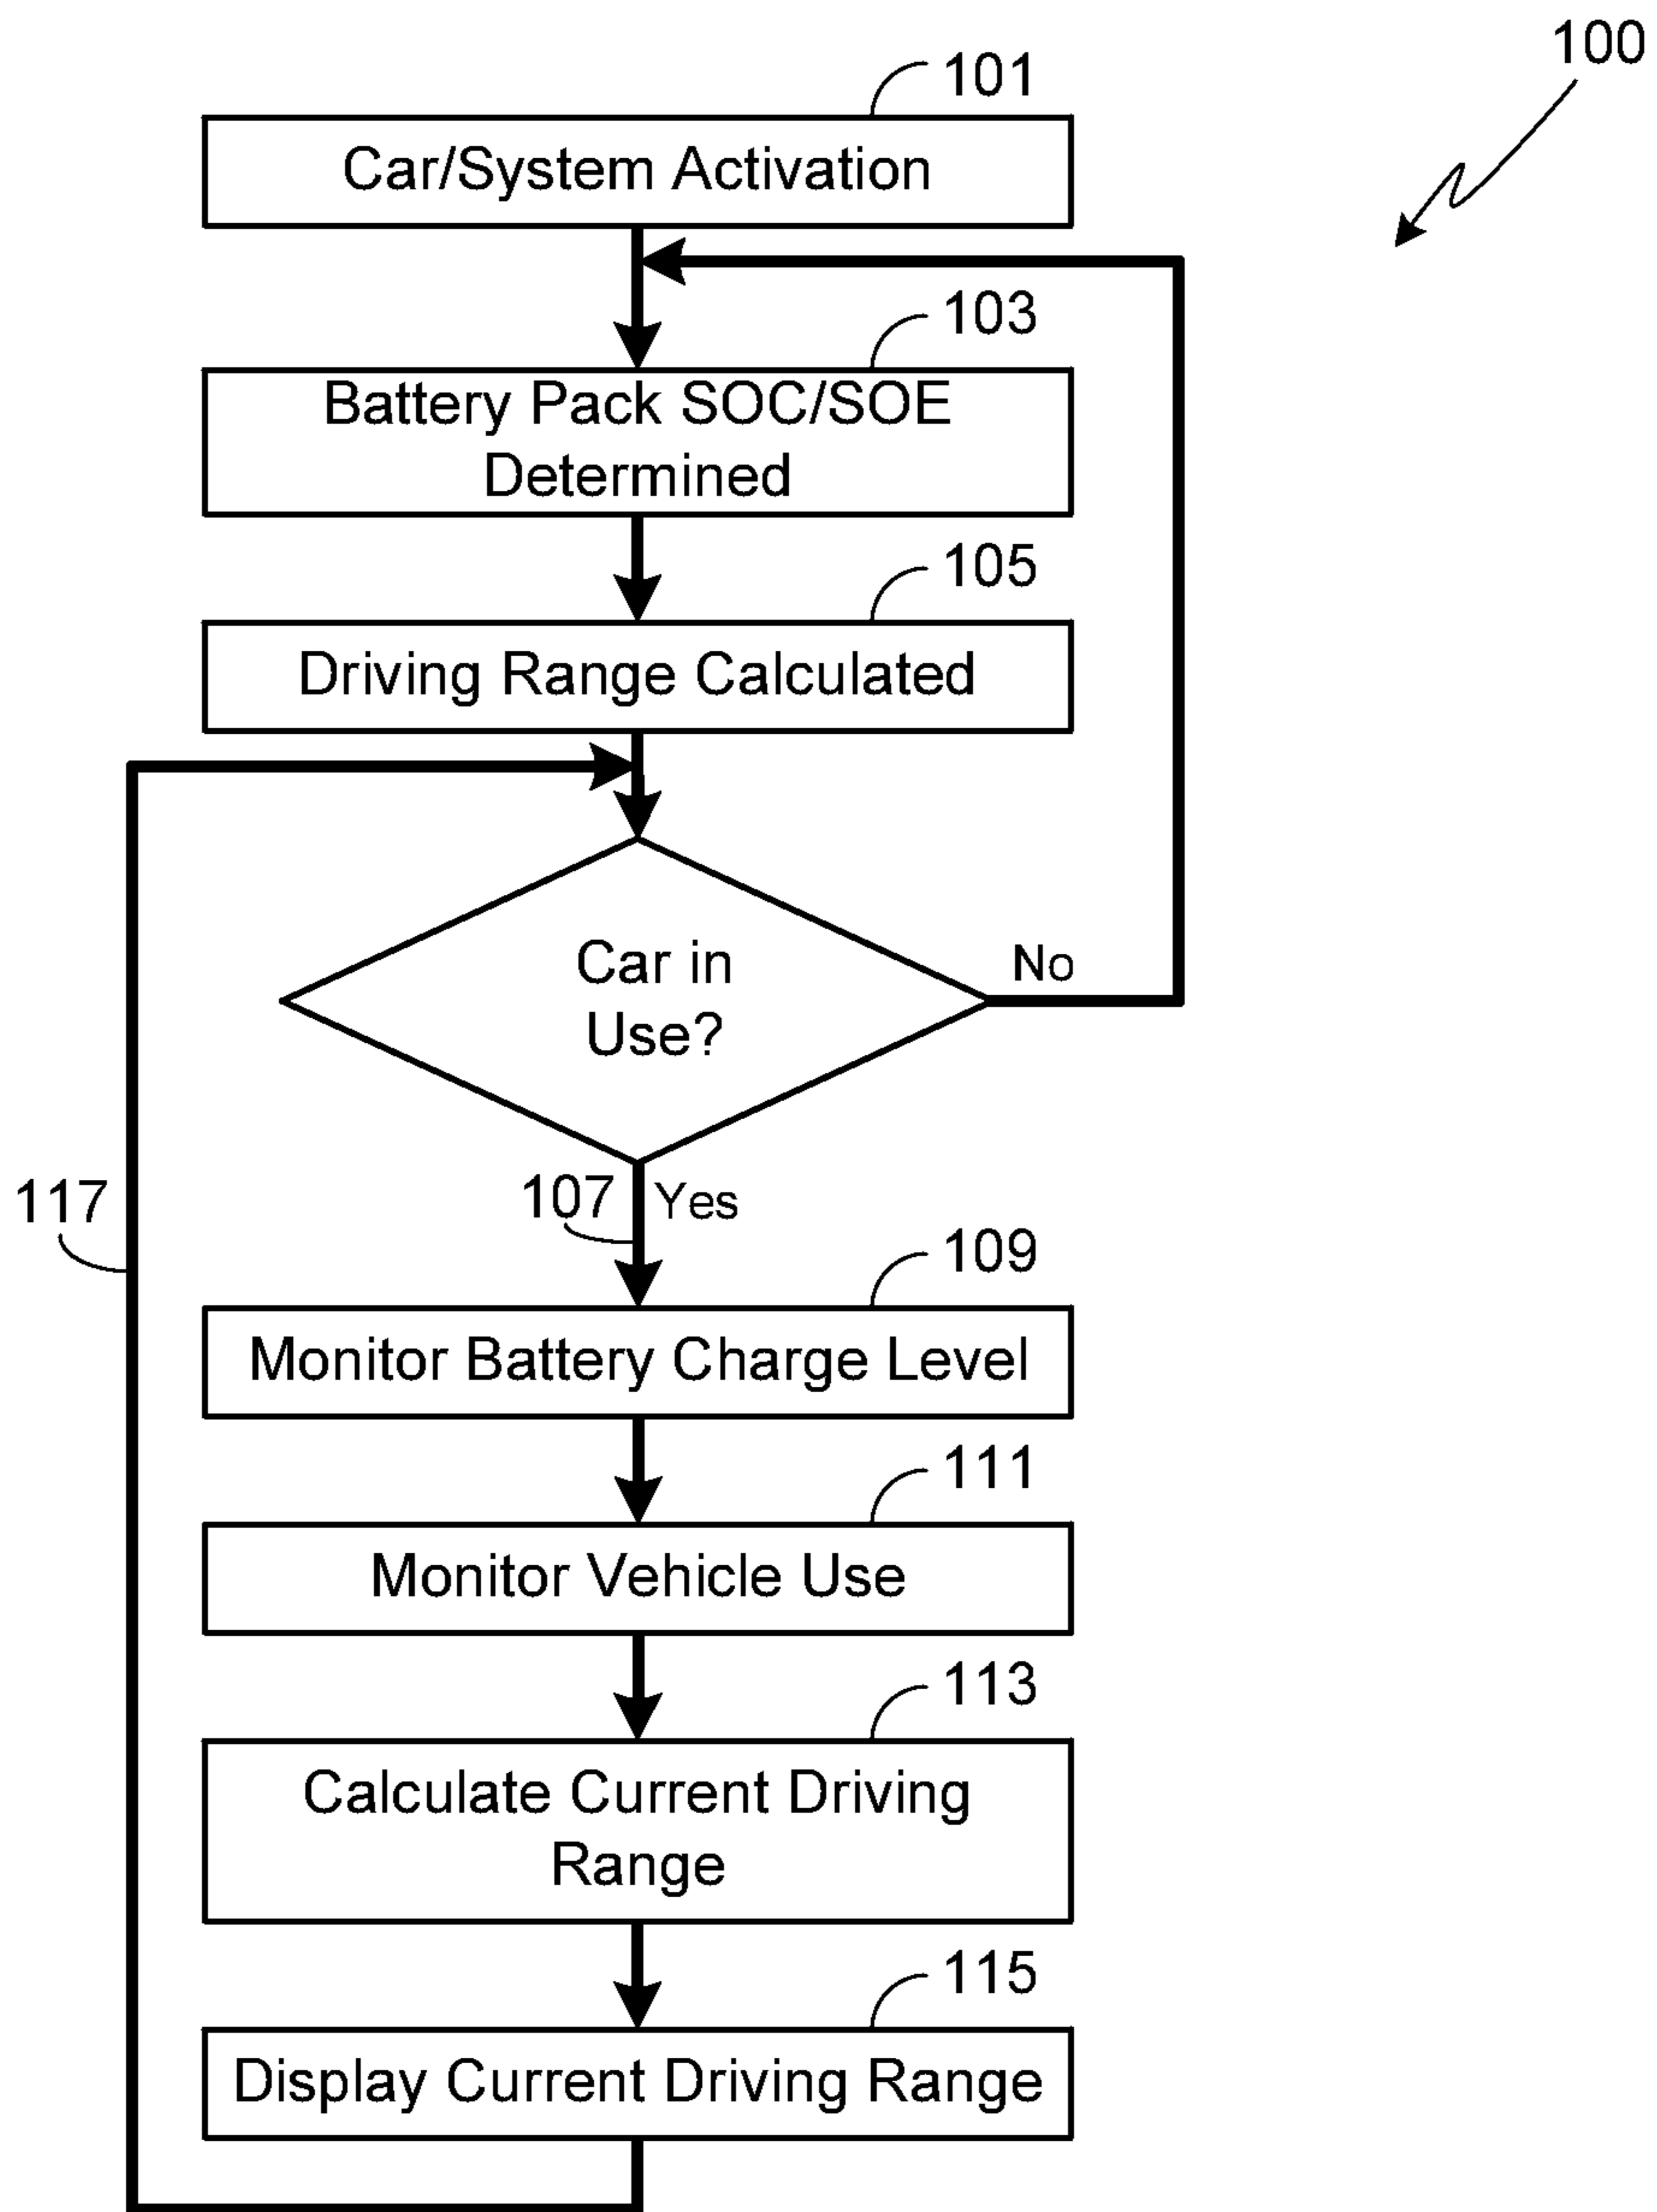 100
101
Car/System Activation
103
Battery Pack SOC/SOE
Determined
105
Driving Range Calculated
Car in
Use?
No
117
107
Yes
109
Monitor Battery Charge Level
111
Monitor Vehicle Use
113
Calculate Current Driving
Range
115
Display Current Driving Range